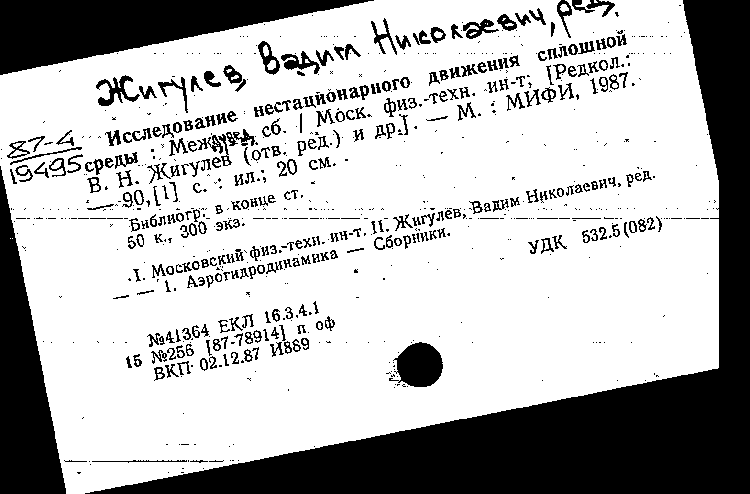 Жигулев, Вадим Николаевич, ред.
87-4
19495
Исследование нестационарного движения сплошной
среды : Межвуз. сб. / Моск. физ.-техн. ин-т; [Редкол.:
В. Н. Жигулев (отв. ред.) и др.]. — М. : МИФИ, 1987.
— 90,[1] с. : ил.; 20 см.
Библиогр: в конце ст.
50 к., 300 экз.
I. Московский физ.-техн. ин-т. II. Жигулев, Вадим Николаевич, ред.
— — 1. Аэрогидродинамика — Сборники.
УДК 532.5(082)
№41364 ЕКЛ 16.3.4.1
15 №256 [87-78914] п оф
ВКП 02.12.87 И889